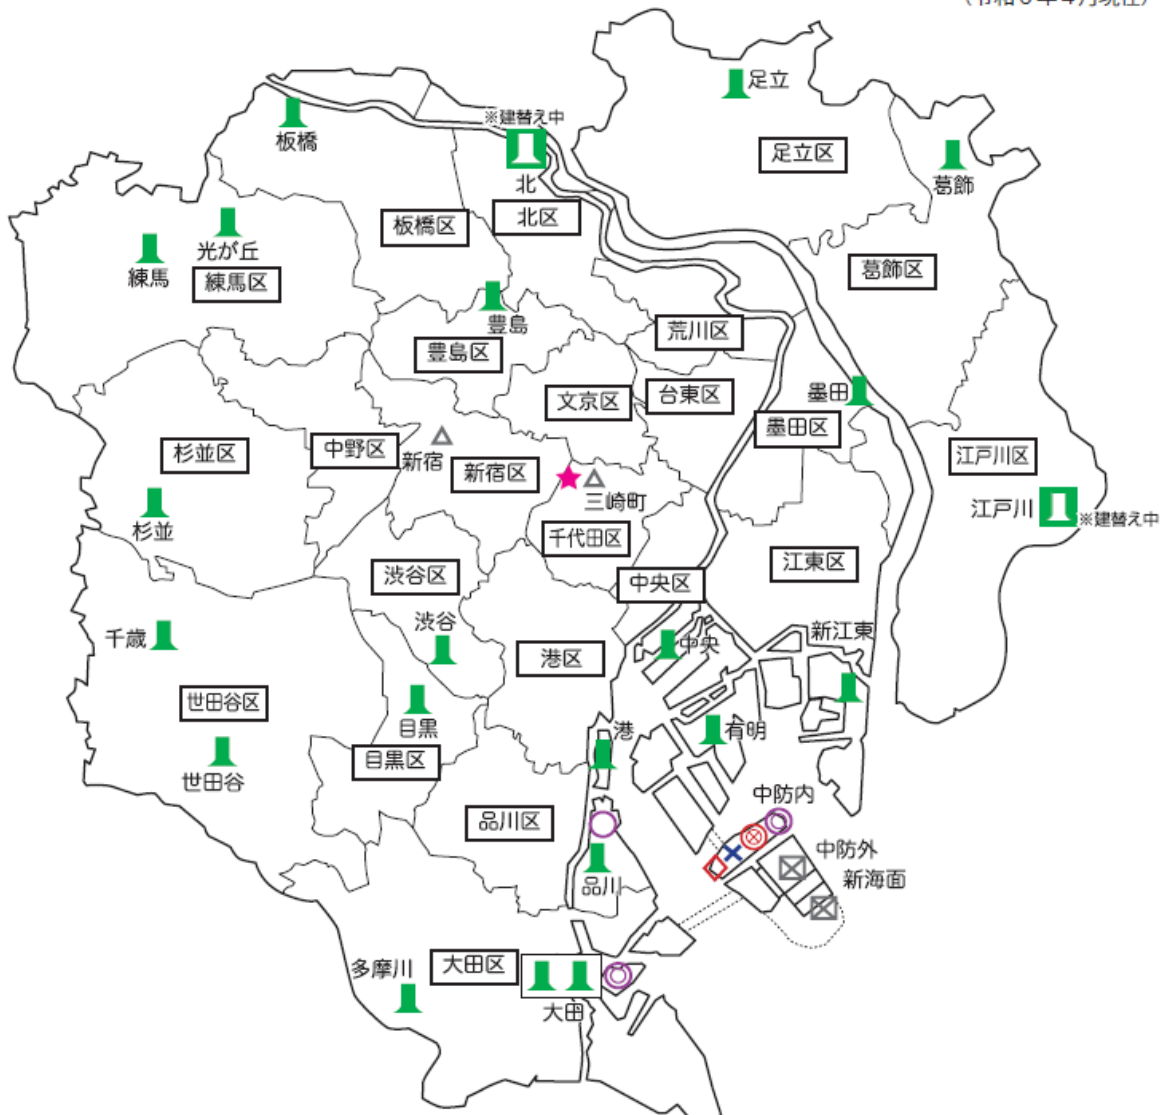 足立
※建替え中
板橋
足立区
葛飾
北
板橋区
北区
光が丘
練馬
練馬区
葛飾区
豊島
荒川区
豊島区
台東区
文京区
墨田
墨田区
中野区
杉並区
新宿
新宿区
江戸川区
三崎町
江戸川
※建替え中
杉並
千代田区
江東区
渋谷区
中央区
渋谷
新江東
千歳
中央
港区
世田谷区
目黒
港
有明
目黒区
世田谷
中防内
品川区
中防外
新海面
品川
大田区
多摩川
大田